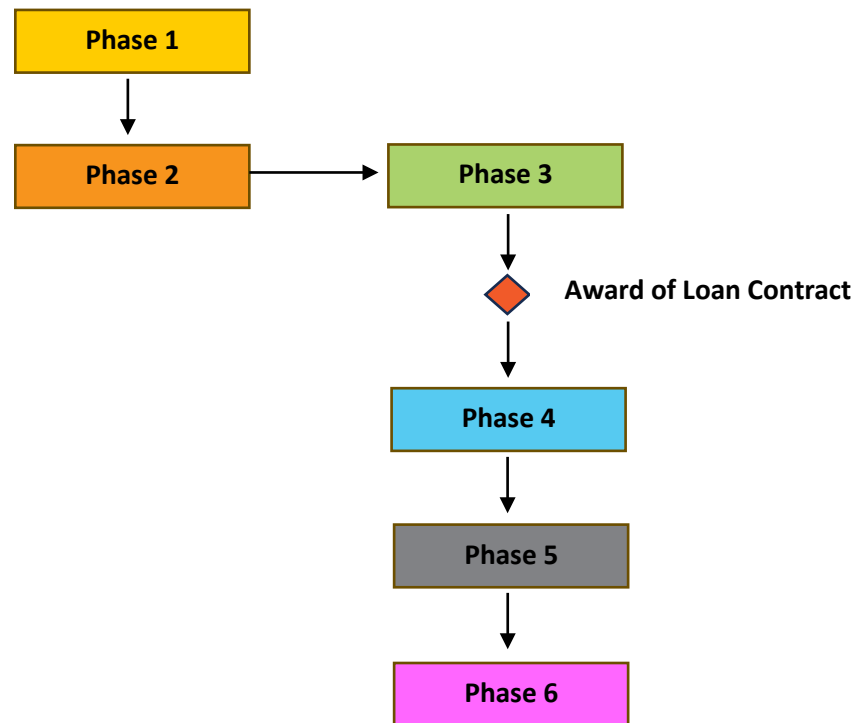 Phase 1
Phase 2
Phase 3
Award of Loan Contract
Phase 4
Phase 5
Phase 6